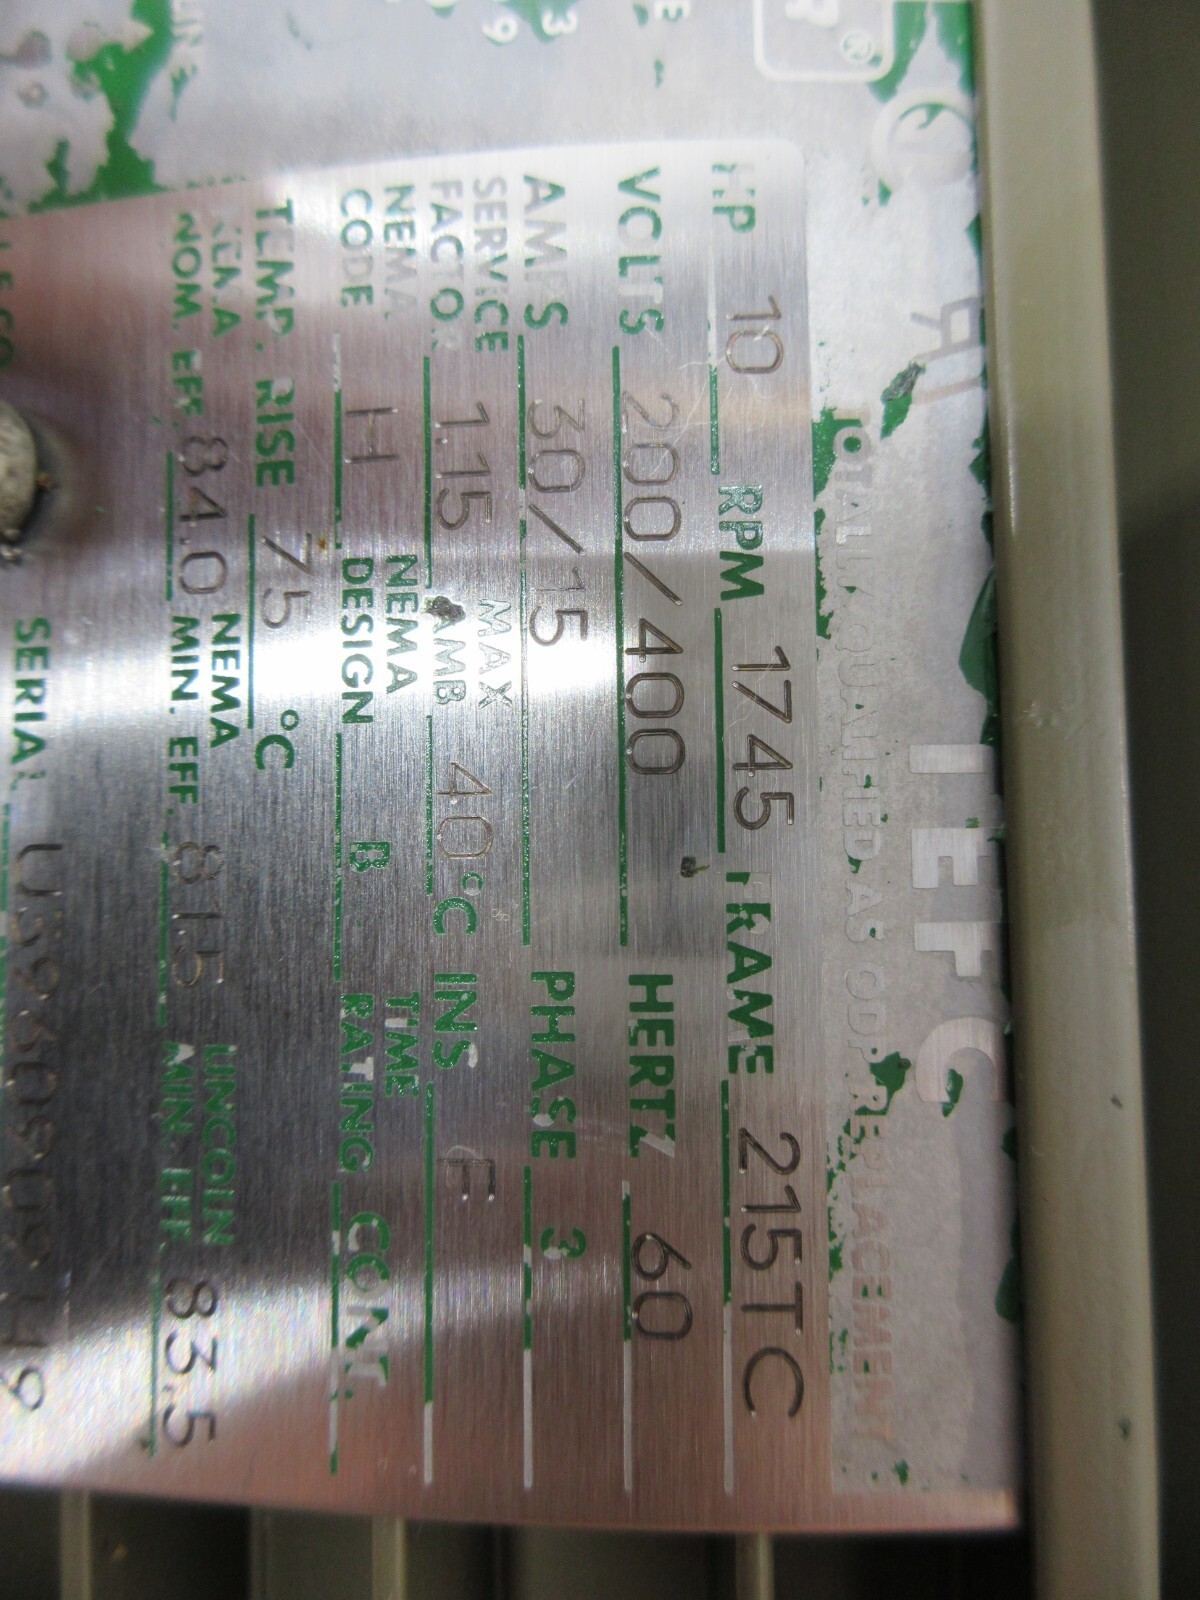 TEFC
TOTALLY QUALIFIED AS ODP REPLACEMENT
HP 10 RPM 1745 FRAME 215TC
VOLTS 200/400 HERTZ 60
AMPS 30/15 PHASE 3
SERVICE FACTOR 1.15 MAX AMB 40°C INS F
NEMA CODE H NEMA DESIGN B TIME RATING CONT.
TEMP. RISE 75 °C
NEMA NOM. EFF. 84.0 NEMA MIN. EFF. 81.5 LINCOLN MIN. EFF. 83.5
SERIAL